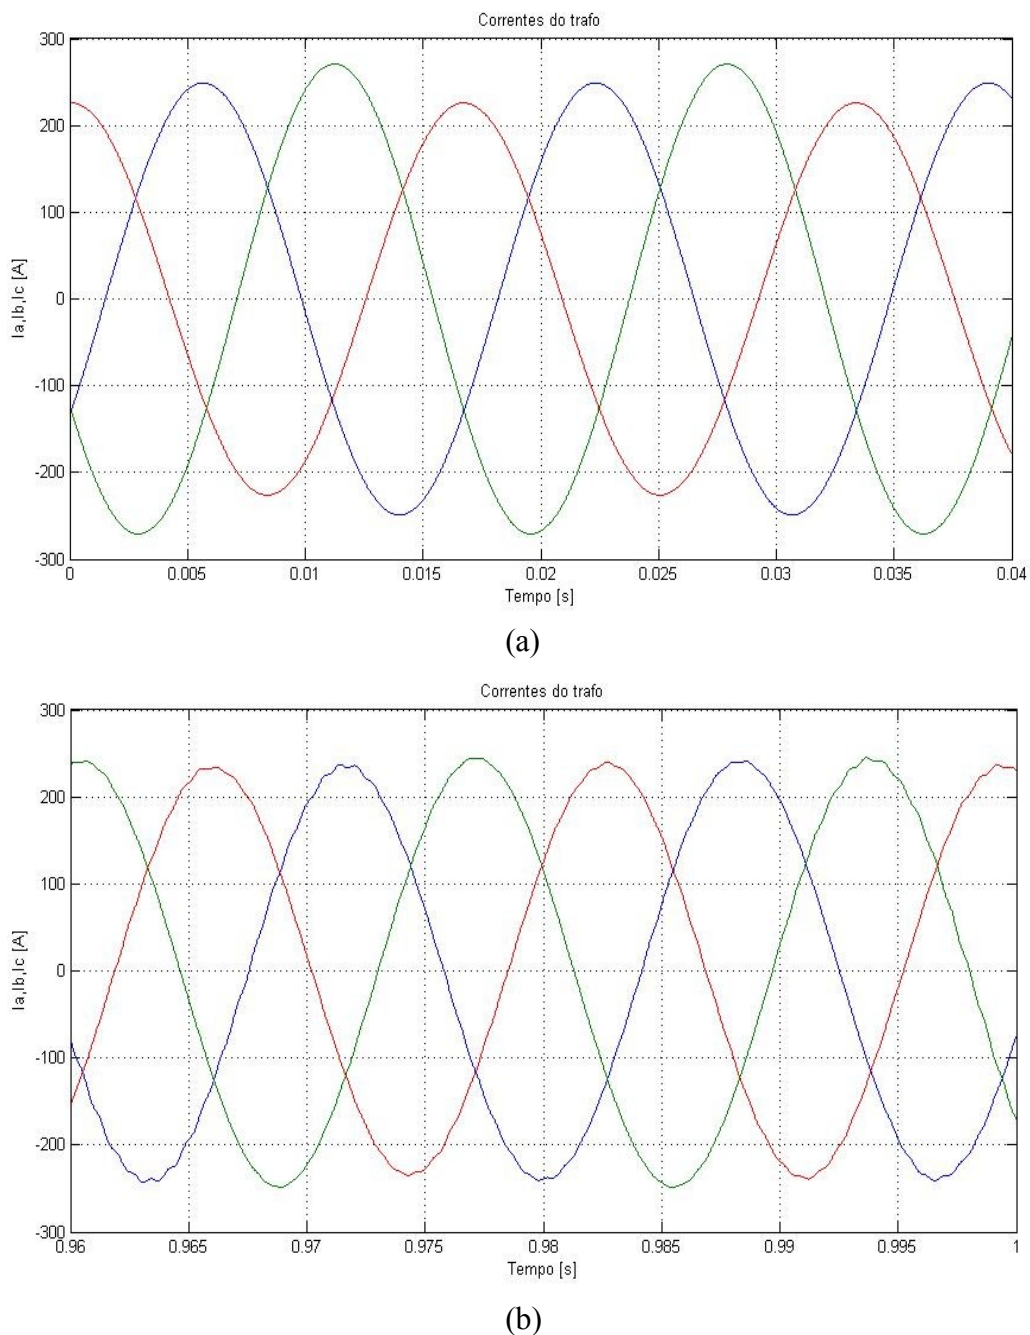 Correntes do trafo
Ia,Ib,Ic [A]
300
200
100
0
-100
-200
-300
0 0.005 0.01 0.015 0.02 0.025 0.03 0.035 0.04
Tempo [s]
(a)
Correntes do trafo
Ia,Ib,Ic [A]
300
200
100
0
-100
-200
-300
0.96 0.965 0.97 0.975 0.98 0.985 0.99 0.995 1
Tempo [s]
(b)